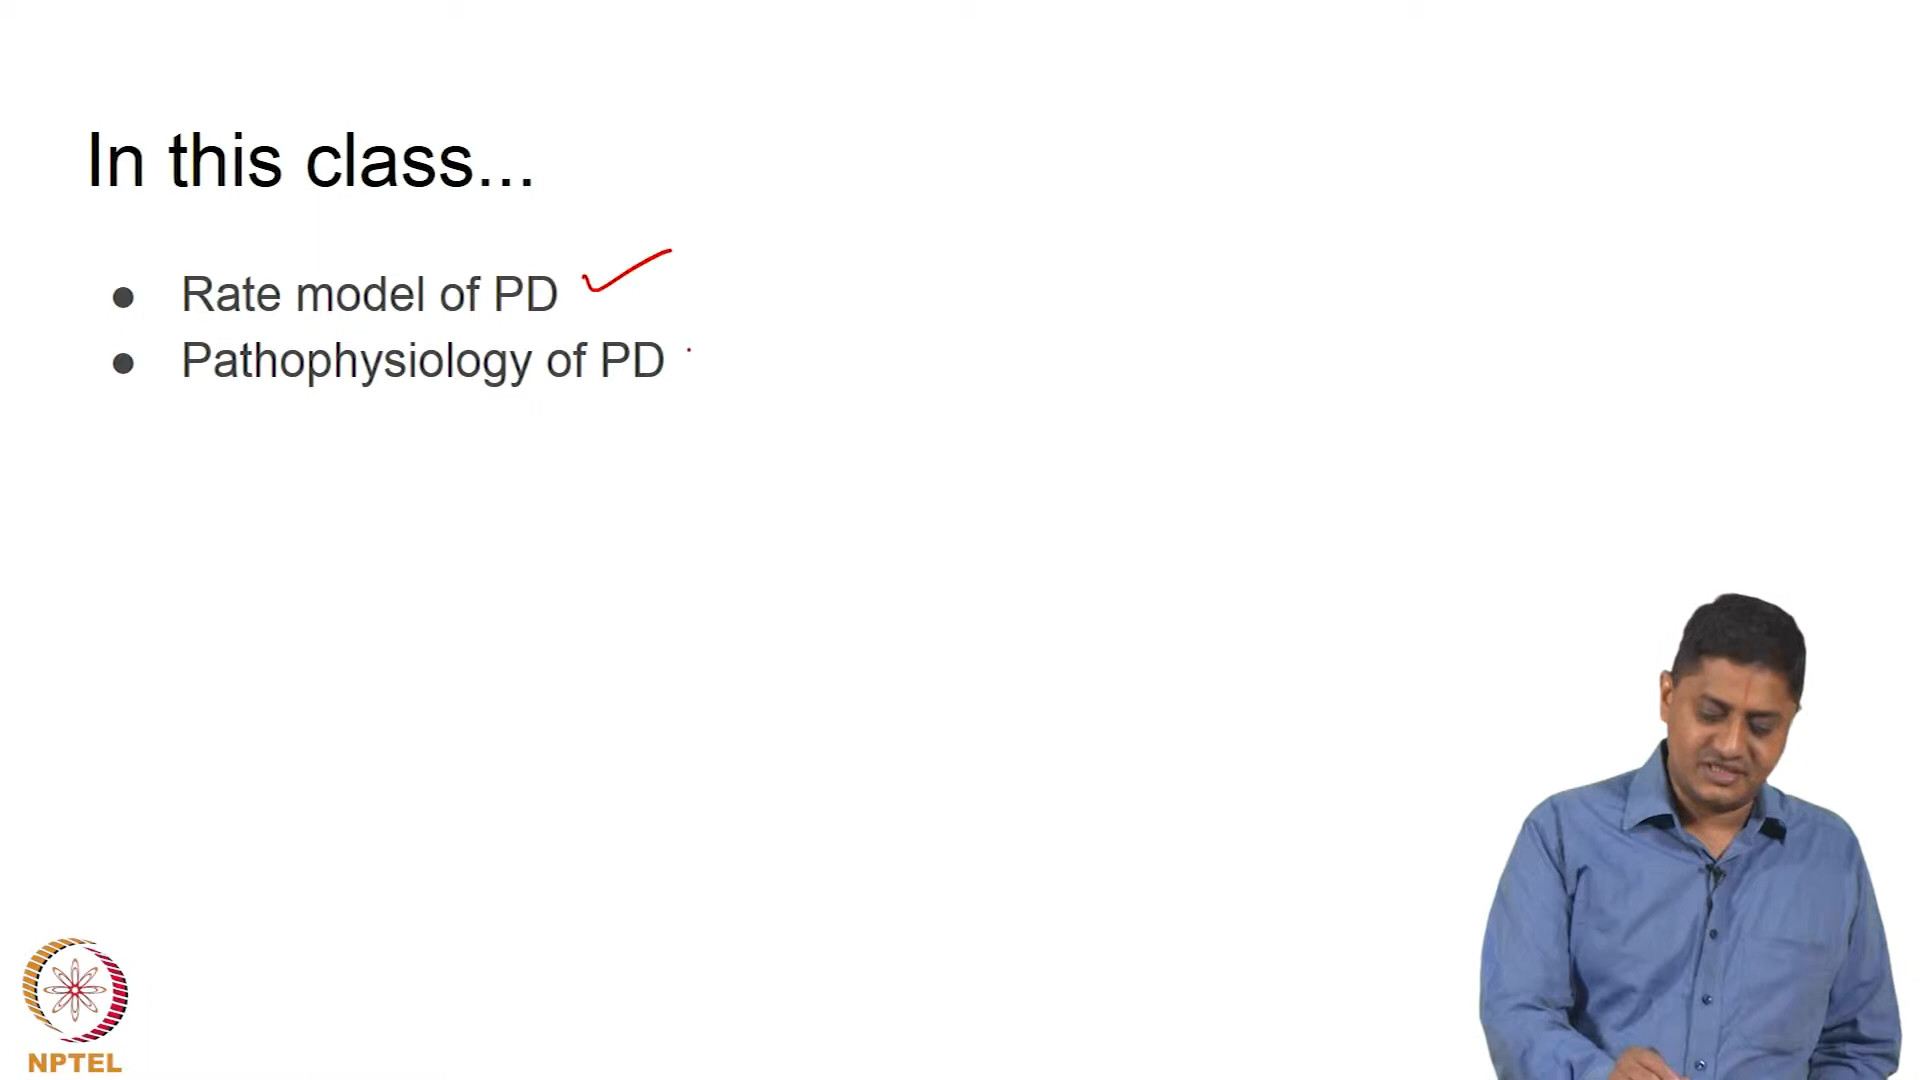 In this class...
● Rate model of PD
● Pathophysiology of PD
NPTEL